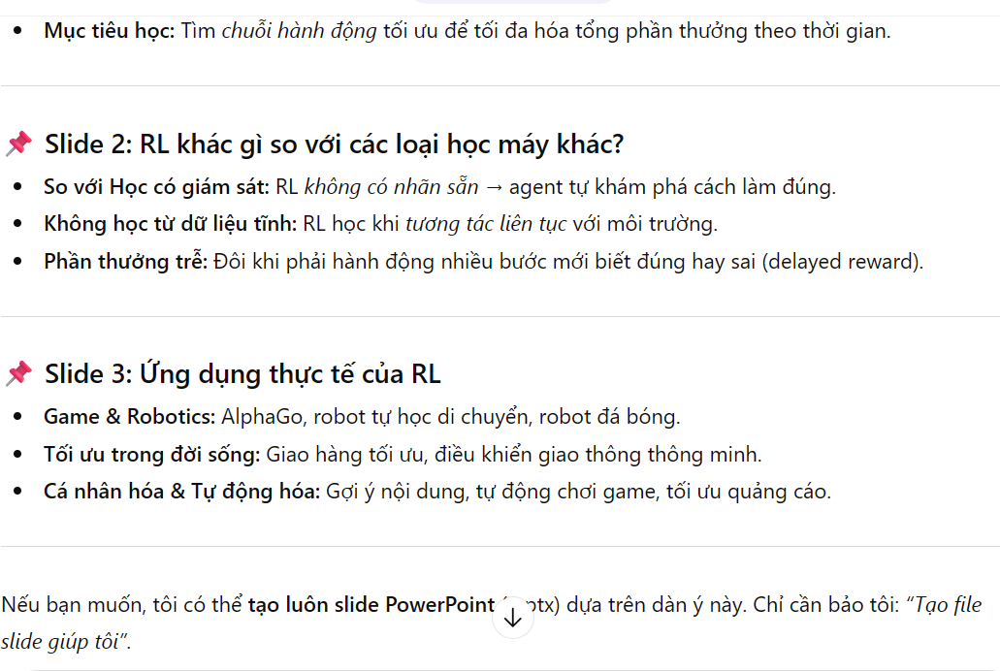 Mục tiêu học: Tìm chuỗi hành động tối ưu để tối đa hóa tổng phần thưởng theo thời gian.
Slide 2: RL khác gì so với các loại học máy khác?
So với Học có giám sát: RL không có nhãn sẵn → agent tự khám phá cách làm đúng.
Không học từ dữ liệu tĩnh: RL học khi tương tác liên tục với môi trường.
Phần thưởng trễ: Đôi khi phải hành động nhiều bước mới biết đúng hay sai (delayed reward).
Slide 3: Ứng dụng thực tế của RL
Game & Robotics: AlphaGo, robot tự học di chuyển, robot đá bóng.
Tối ưu trong đời sống: Giao hàng tối ưu, điều khiển giao thông thông minh.
Cá nhân hóa & Tự động hóa: Gợi ý nội dung, tự động chơi game, tối ưu quảng cáo.
Nếu bạn muốn, tôi có thể tạo luôn slide PowerPoint dựa trên dàn ý này. Chỉ cần bảo tôi: “Tạo file
slide giúp tôi”.